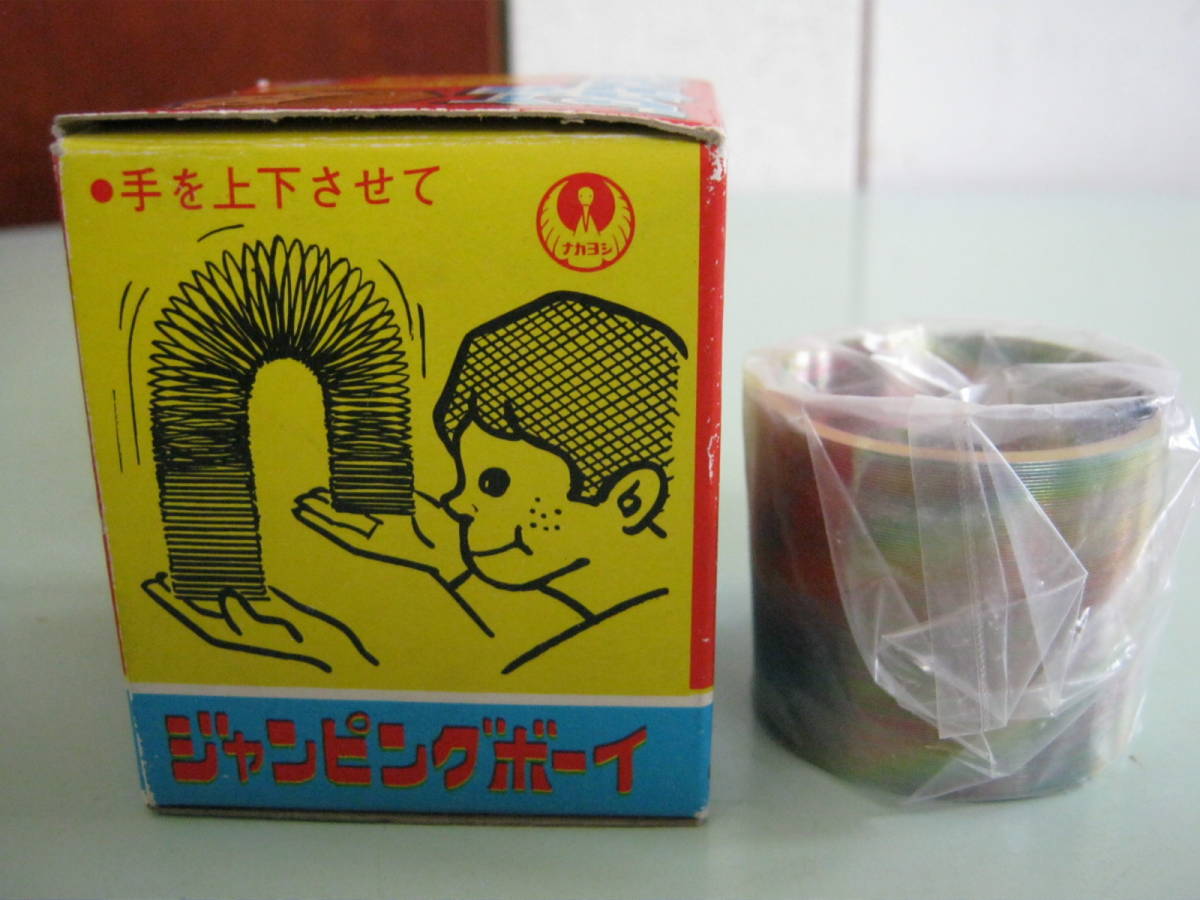 ●手を上下させて
ナカヨシ
ジャンピングボーイ